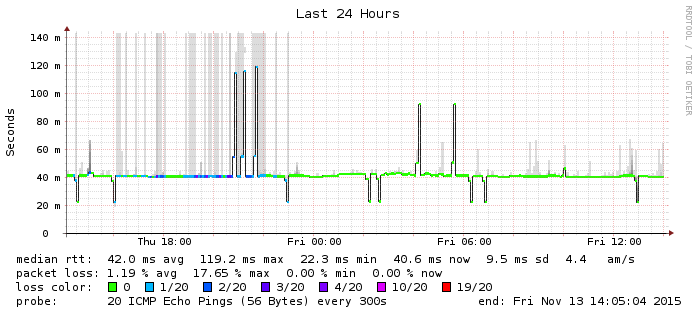 Last 24 Hours
RRDTOOL / TOBI OETIKER
Seconds
140 m
120 m
100 m
80 m
60 m
40 m
20 m
0
Thu 18:00 Fri 00:00 Fri 06:00 Fri 12:00
median rtt: 42.0 ms avg 119.2 ms max 22.3 ms min 40.6 ms now 9.5 ms sd 4.4 am/s
packet loss: 1.19 % avg 17.65 % max 0.00 % min 0.00 % now
loss color: 0 1/20 2/20 3/20 4/20 10/20 19/20
probe: 20 ICMP Echo Pings (56 Bytes) every 300s end: Fri Nov 13 14:05:04 2015